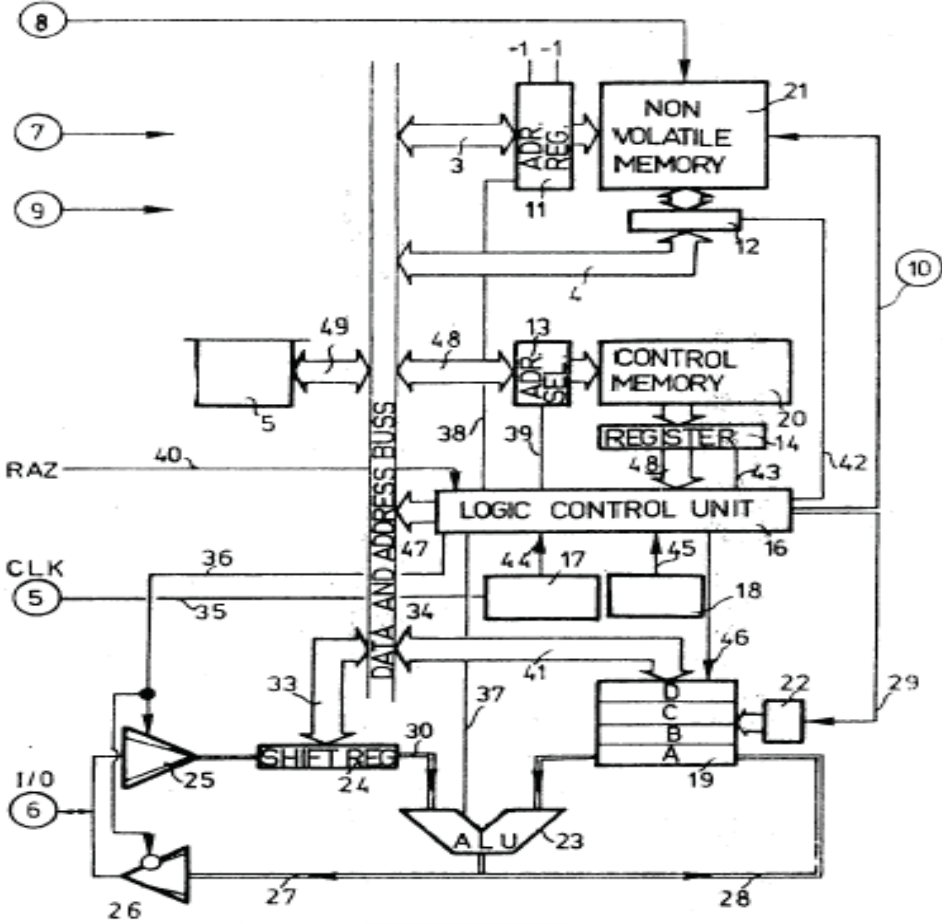 8
-1 -1
7
ADR. REG.
NON VOLATILE MEMORY
21
3
9
11
12
4
10
49
48
13
ADR. SEL.
CONTROL MEMORY
20
5
REGISTER
14
38
39
48
43
42
RAZ
40
LOGIC CONTROL UNIT
16
47
DATA AND ADDRESS BUSS
36
44
17
45
18
CLK
5
35
34
46
41
33
37
D
C
B
A
22
29
19
30
SHIFT REG
24
25
I/O
6
ALU
23
26
27
28